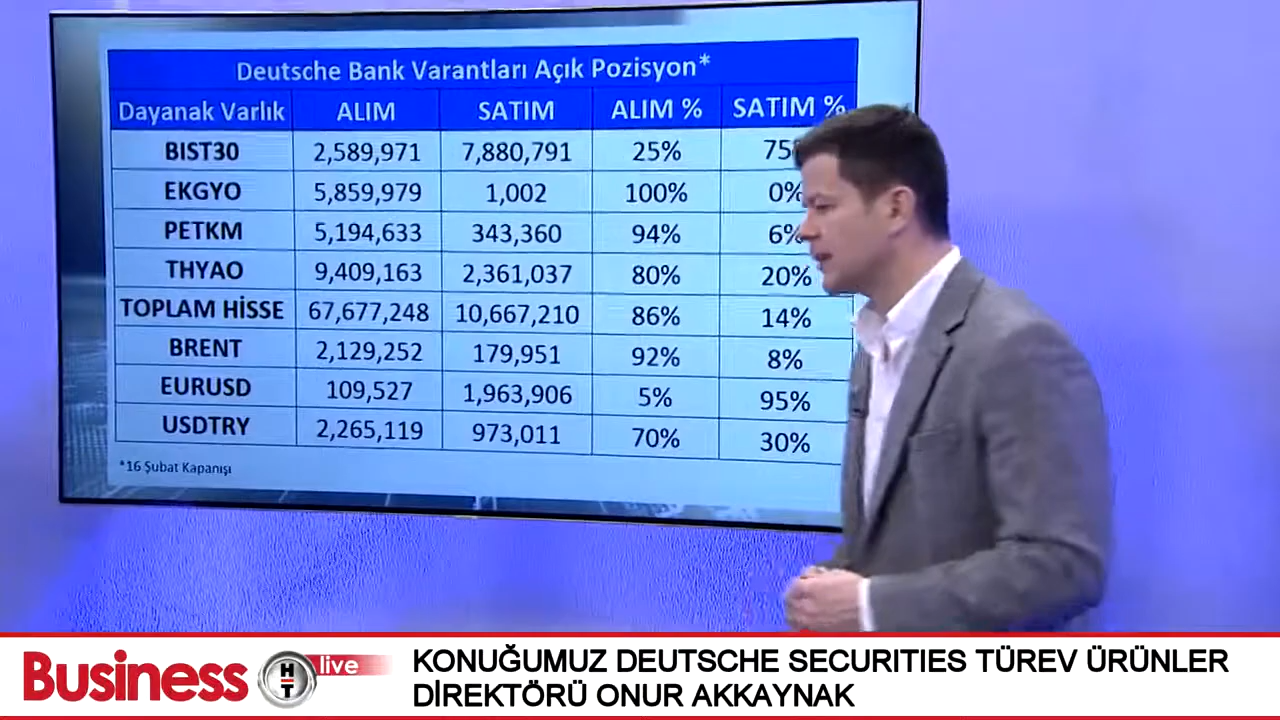 Deutsche Bank Varantları Açık Pozisyon*
Dayanak Varlık ALIM SATIM ALIM % SATIM %
BIST30 2,589,971 7,880,791 25% 75
EKGYO 5,859,979 1,002 100% 0%
PETKM 5,194,633 343,360 94% 6%
THYAO 9,409,163 2,361,037 80% 20%
TOPLAM HİSSE 67,677,248 10,667,210 86% 14%
BRENT 2,129,252 179,951 92% 8%
EURUSD 109,527 1,963,906 5% 95%
USDTRY 2,265,119 973,011 70% 30%
*16 Şubat Kapanışı
Business HT live
KONUĞUMUZ DEUTSCHE SECURITIES TÜREV ÜRÜNLER
DİREKTÖRÜ ONUR AKKAYNAK